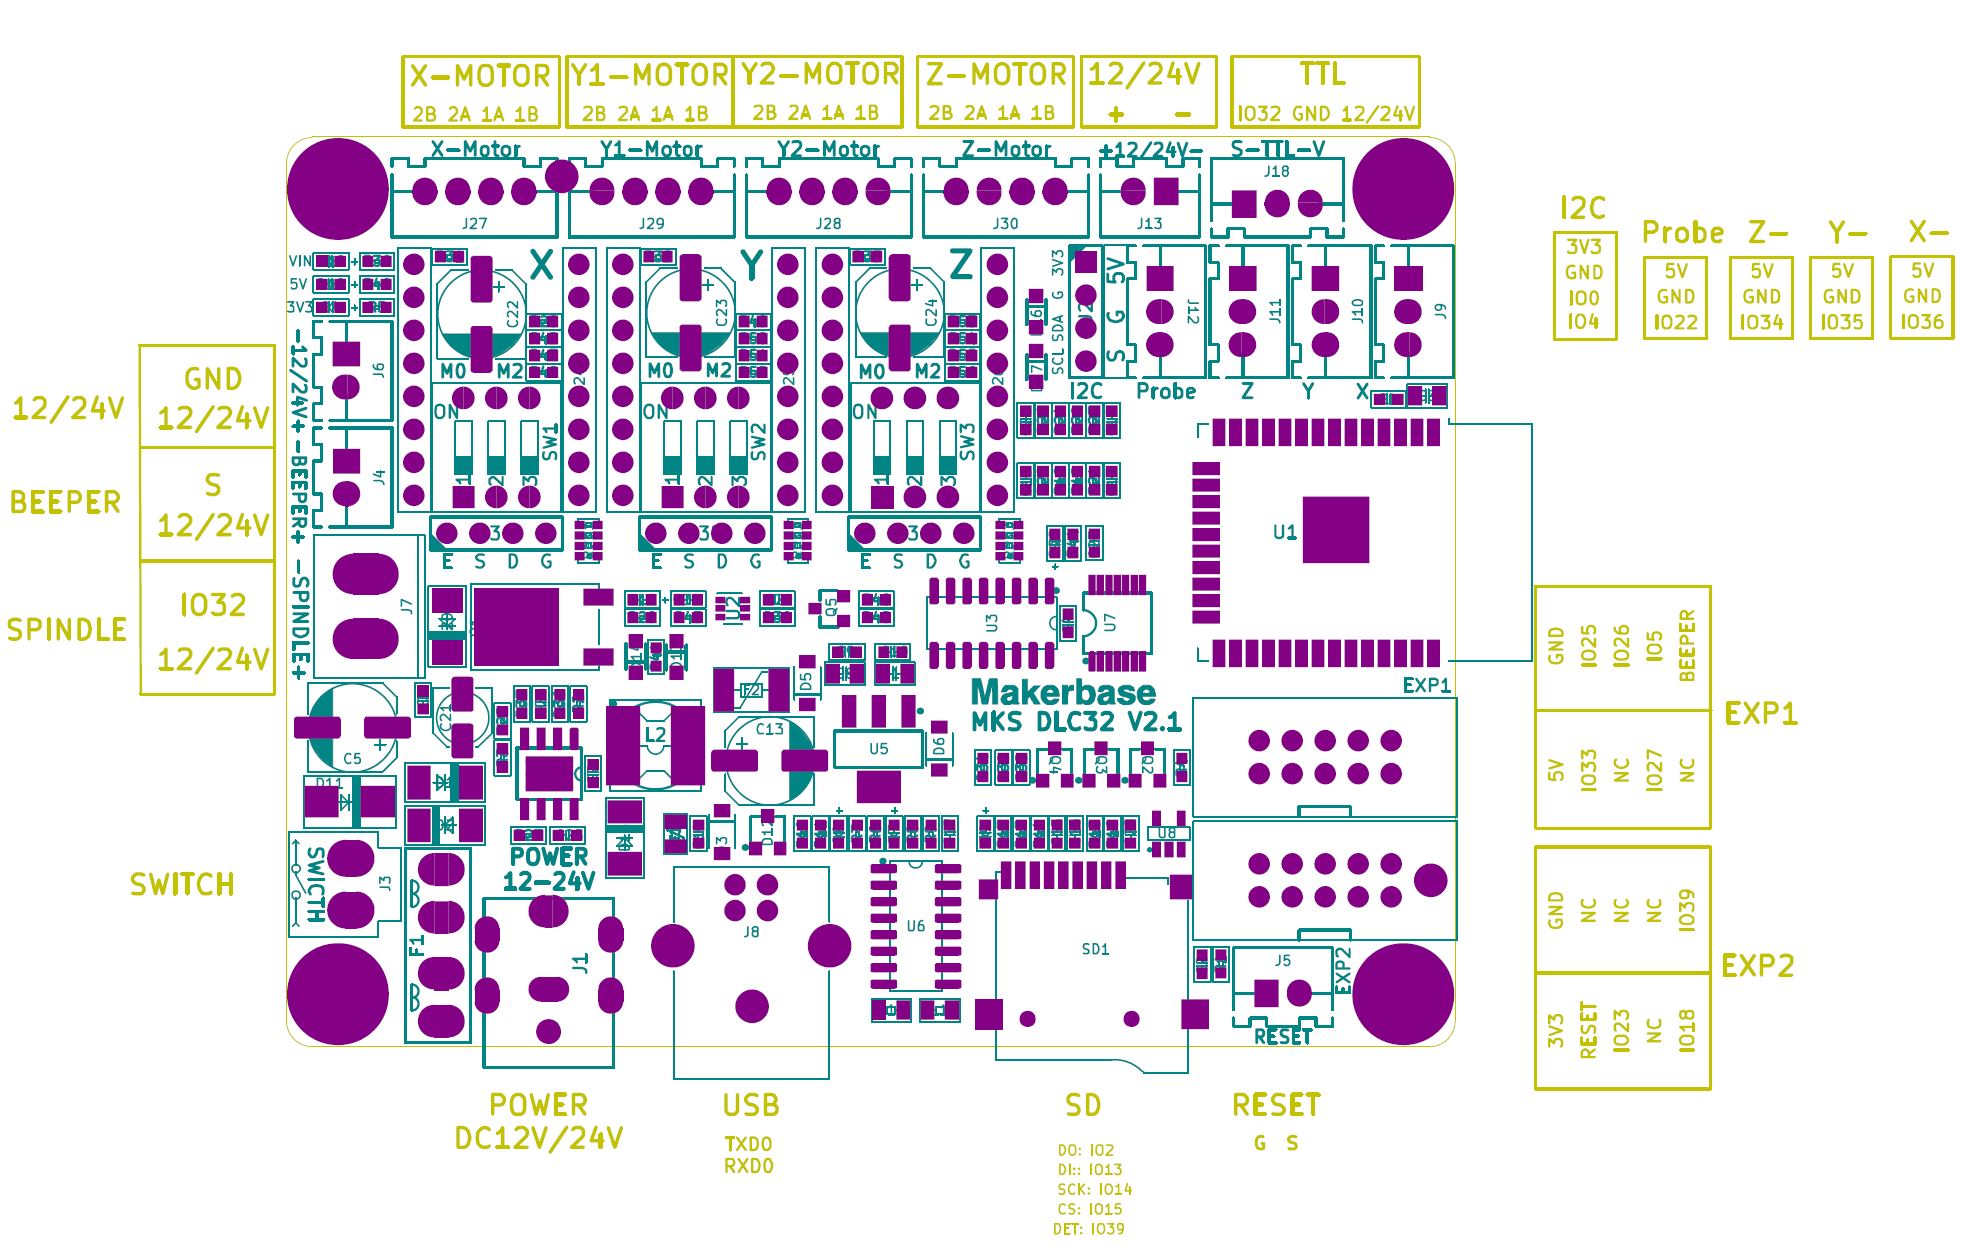 X-MOTOR
2B 2A 1A 1B
Y1-MOTOR
2B 2A 1A 1B
Y2-MOTOR
2B 2A 1A 1B
Z-MOTOR
2B 2A 1A 1B
12/24V
+ -
TTL
IO32 GND 12/24V
X-Motor
J27
Y1-Motor
J29
Y2-Motor
J28
Z-Motor
J30
+12/24V-
J13
S-TTL-V
J18
I2C
3V3
GND
IO0
IO4
Probe
5V
GND
IO22
Z-
5V
GND
IO34
Y-
5V
GND
IO35
X-
5V
GND
IO36
VIN
5V
3V3
X
C22
M0 M2
ON
SW1
1 2 3
E S D G
Y
C23
M0 M2
ON
SW2
1 2 3
E S D G
Z
C24
M0 M2
ON
SW3
1 2 3
E S D G
3V3
G
SDA
SCL
I2C
5V
G
S
J12
Probe
J11
Z
J10
Y
J9
X
12/24V
GND
12/24V
-12/24V+
J6
BEEPER
S
12/24V
-BEEPER+
J4
SPINDLE
IO32
12/24V
-SPINDLE+
J7
U1
U2
Q5
U3
U7
F2
D5
Makerbase
MKS DLC32 V2.1
EXP1
C21
C5
L2
C13
U5
D6
Q4
Q3
Q2
D11
U8
SWITCH
SWICTH
J3
F1
POWER
12-24V
J1
J8
U6
SD1
J5
RESET
EXP2
GND
IO25
IO26
IO5
BEEPER
5V
IO33
NC
IO27
NC
EXP1
GND
NC
NC
NC
IO39
3V3
RESET
IO23
NC
IO18
EXP2
POWER
DC12V/24V
USB
TXD0
RXD0
SD
DO: IO2
DI:: IO13
SCK: IO14
CS: IO15
DET: IO39
RESET
G S